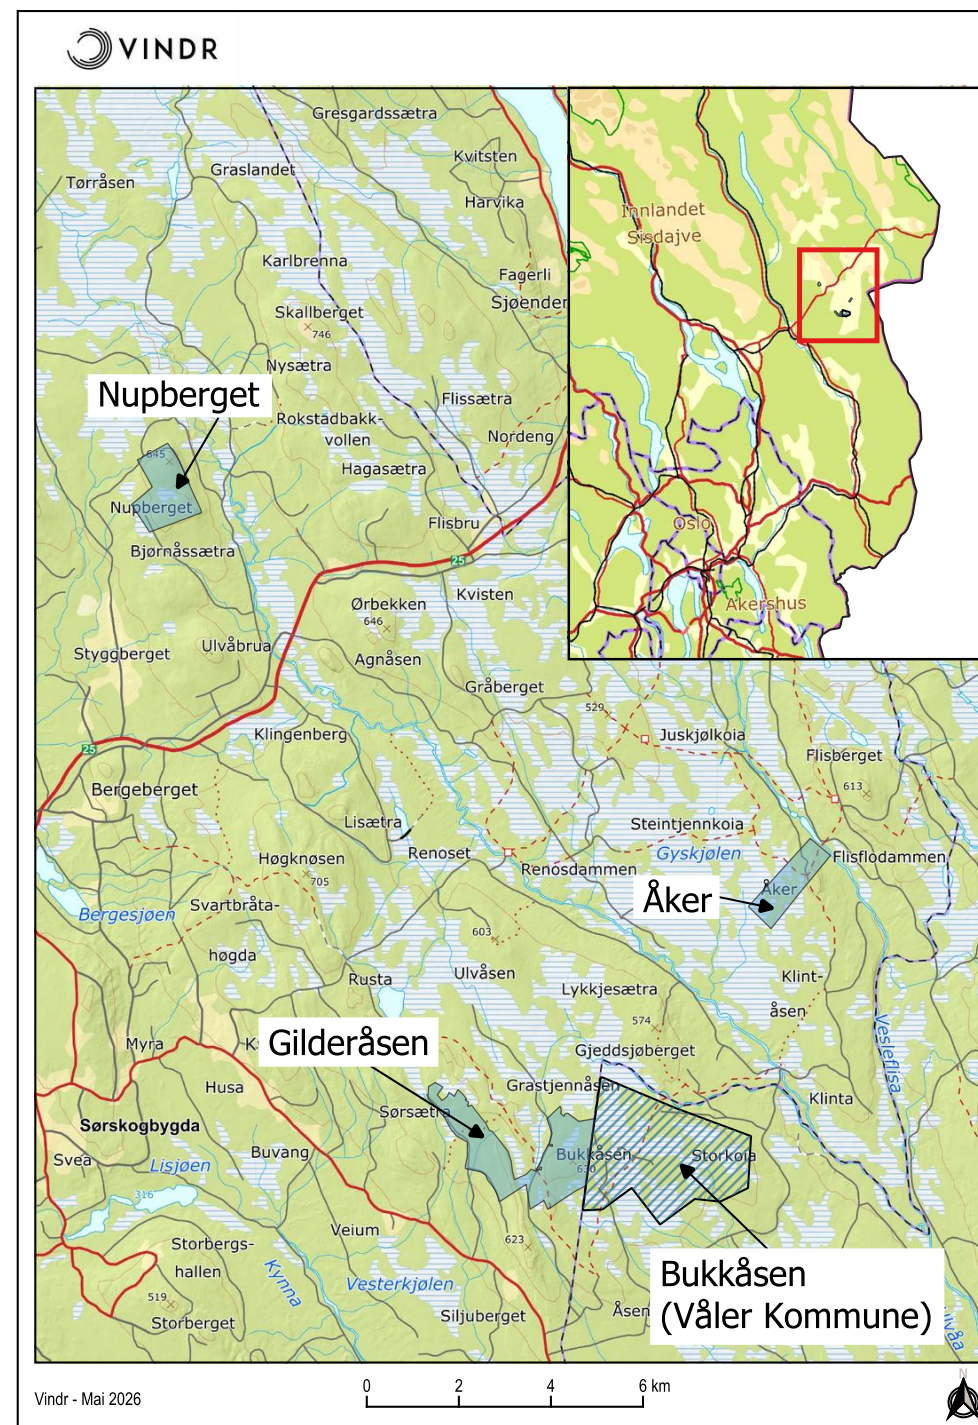 VINDR
Gresgardssætra
Kvitsten
Graslandet
Tørråsen
Harvika
Innlandet
Sisdajve
Karlbrenna
Fagerli
Sjøenden
Skallberget
746
Nysætra
Nupberget
Flissætra
Rokstadbakk-
vollen
Nordeng
Hagasætra
645
Nupberget
Flisbru
Oslo
Bjørnåssætra
25
Kvisten
Ørbekken
Akershus
646
Ulvåbrua
Styggberget
Agnåsen
Gråberget
529
Klingenberg
Juskjølkoia
25
Flisberget
Bergeberget
613
Lisætra
Steintjennkoia
Renoset
Gyskjølen
Flisflodammen
Høgknøsen
Renosdammen
705
Åker
Åker
Svartbråta-
Bergesjøen
603
høgda
Ulvåsen
Rusta
Klint-
Lykkjesætra
åsen
574
Vesleflisa
Myra
K
Gilderåsen
Gjeddsjøberget
Husa
Grastjennåsen
Klinta
Sørsætra
Sørskogbygda
Buvang
Bukkåsen
Storkoia
Svea
630
Lisjøen
316
Veium
623
Storbergs-
hallen
Kynna
Bukkåsen
Vesterkjølen
519
(Våler Kommune)
Siljuberget
Åsen
Storberget
Vindr - Mai 2026
0 2 4 6 km
N